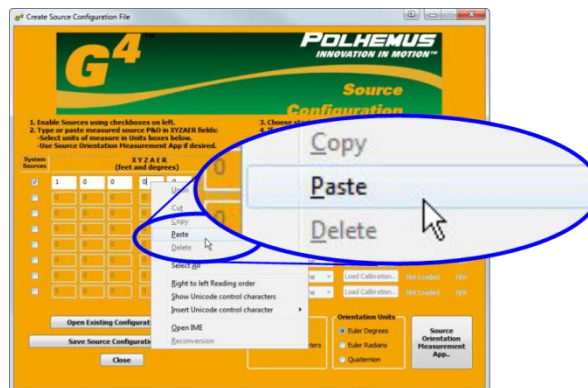 g4 Create Source Configuration File
G4™
POLHEMUS
INNOVATION IN MOTION™
Source
Configuration
1. Enable Sources using checkboxes on left.
2. Type or paste measured source P&O in XYZAER fields:
-Select units of measure in Units boxes below.
-Use Source Orientation Measurement App if desired.
3. Choose
System
Sources
X Y Z A E R
(feet and degrees)
1 0 0 0 0
Undo
Cut
Copy
Paste
Delete
Select All
Right to left Reading order
Show Unicode control characters
Insert Unicode control character
Open IME
Reconversion
0
Copy
Paste
0
Delete
Load Calibration... Not Loaded N/A
Load Calibration... Not Loaded N/A
Open Existing
Save Source
Close
Orientation Units
Euler Degrees
Euler Radians
Quaternion
Source
Orientation
Measurement
App..